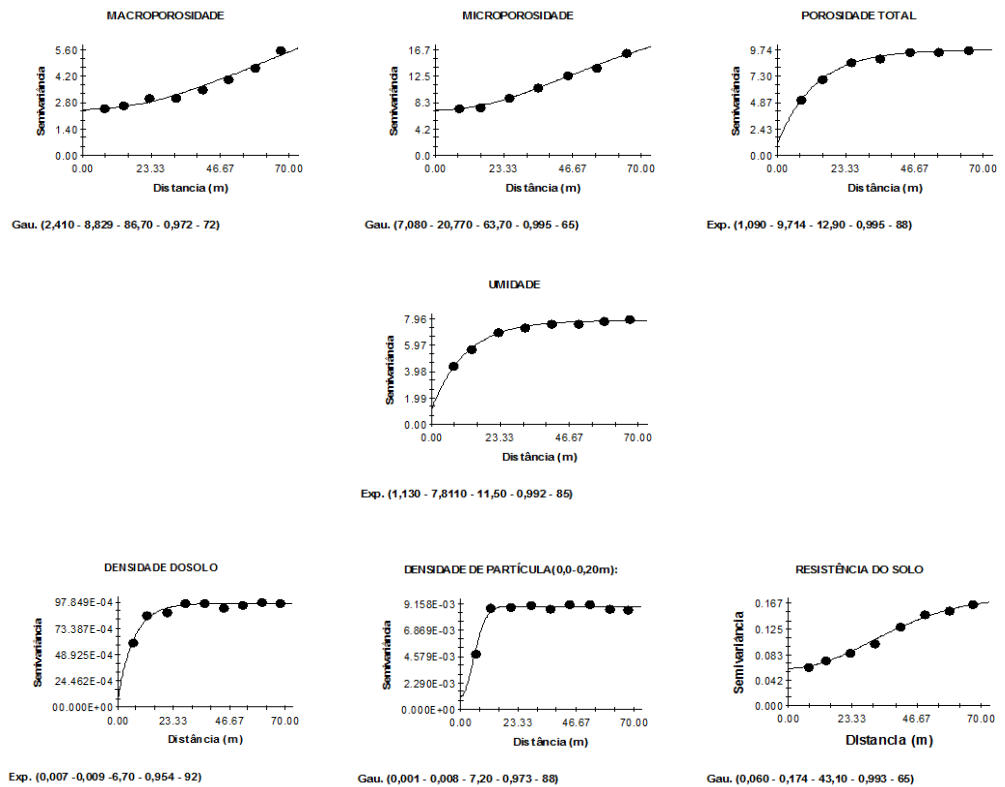 MACROPOROSIDADE
Semivariância
5.60
4.20
2.80
1.40
0.00
0.00 23.33 46.67 70.00
Distancia (m)
Gau. (2,410 - 8,829 - 86,70 - 0,972 - 72)
MICROPOROSIDADE
Semivariância
16.7
12.5
8.3
4.2
0.0
0.00 23.33 46.67 70.00
Distancia (m)
Gau. (7,080 - 20,770 - 63,70 - 0,995 - 65)
POROSIDADE TOTAL
Semivariância
9.74
7.30
4.87
2.43
0.00
0.00 23.33 46.67 70.00
Distância (m)
Exp. (1,090 - 9,714 - 12,90 - 0,995 - 88)
UMIDADE
Semivariância
7.96
5.97
3.98
1.99
0.00
0.00 23.33 46.67 70.00
Distância (m)
Exp. (1,130 - 7,8110 - 11,50 - 0,992 - 85)
DENSIDADE DOSOLO
Semivariância
97.849E-04
73.387E-04
48.925E-04
24.462E-04
00.000E+00
0.00 23.33 46.67 70.00
Distância (m)
Exp. (0,007 -0,009 -6,70 - 0,954 - 92)
DENSIDADE DE PARTÍCULA(0,0-0,20m):
Semivariância
9.158E-03
6.869E-03
4.579E-03
2.290E-03
0.000E+00
0.00 23.33 46.67 70.00
Distância (m)
Gau. (0,001 - 0,008 - 7,20 - 0,973 - 88)
RESISTÊNCIA DO SOLO
Semivariância
0.167
0.125
0.083
0.042
0.000
0.00 23.33 46.67 70.00
Distancia (m)
Gau. (0,060 - 0,174 - 43,10 - 0,993 - 65)